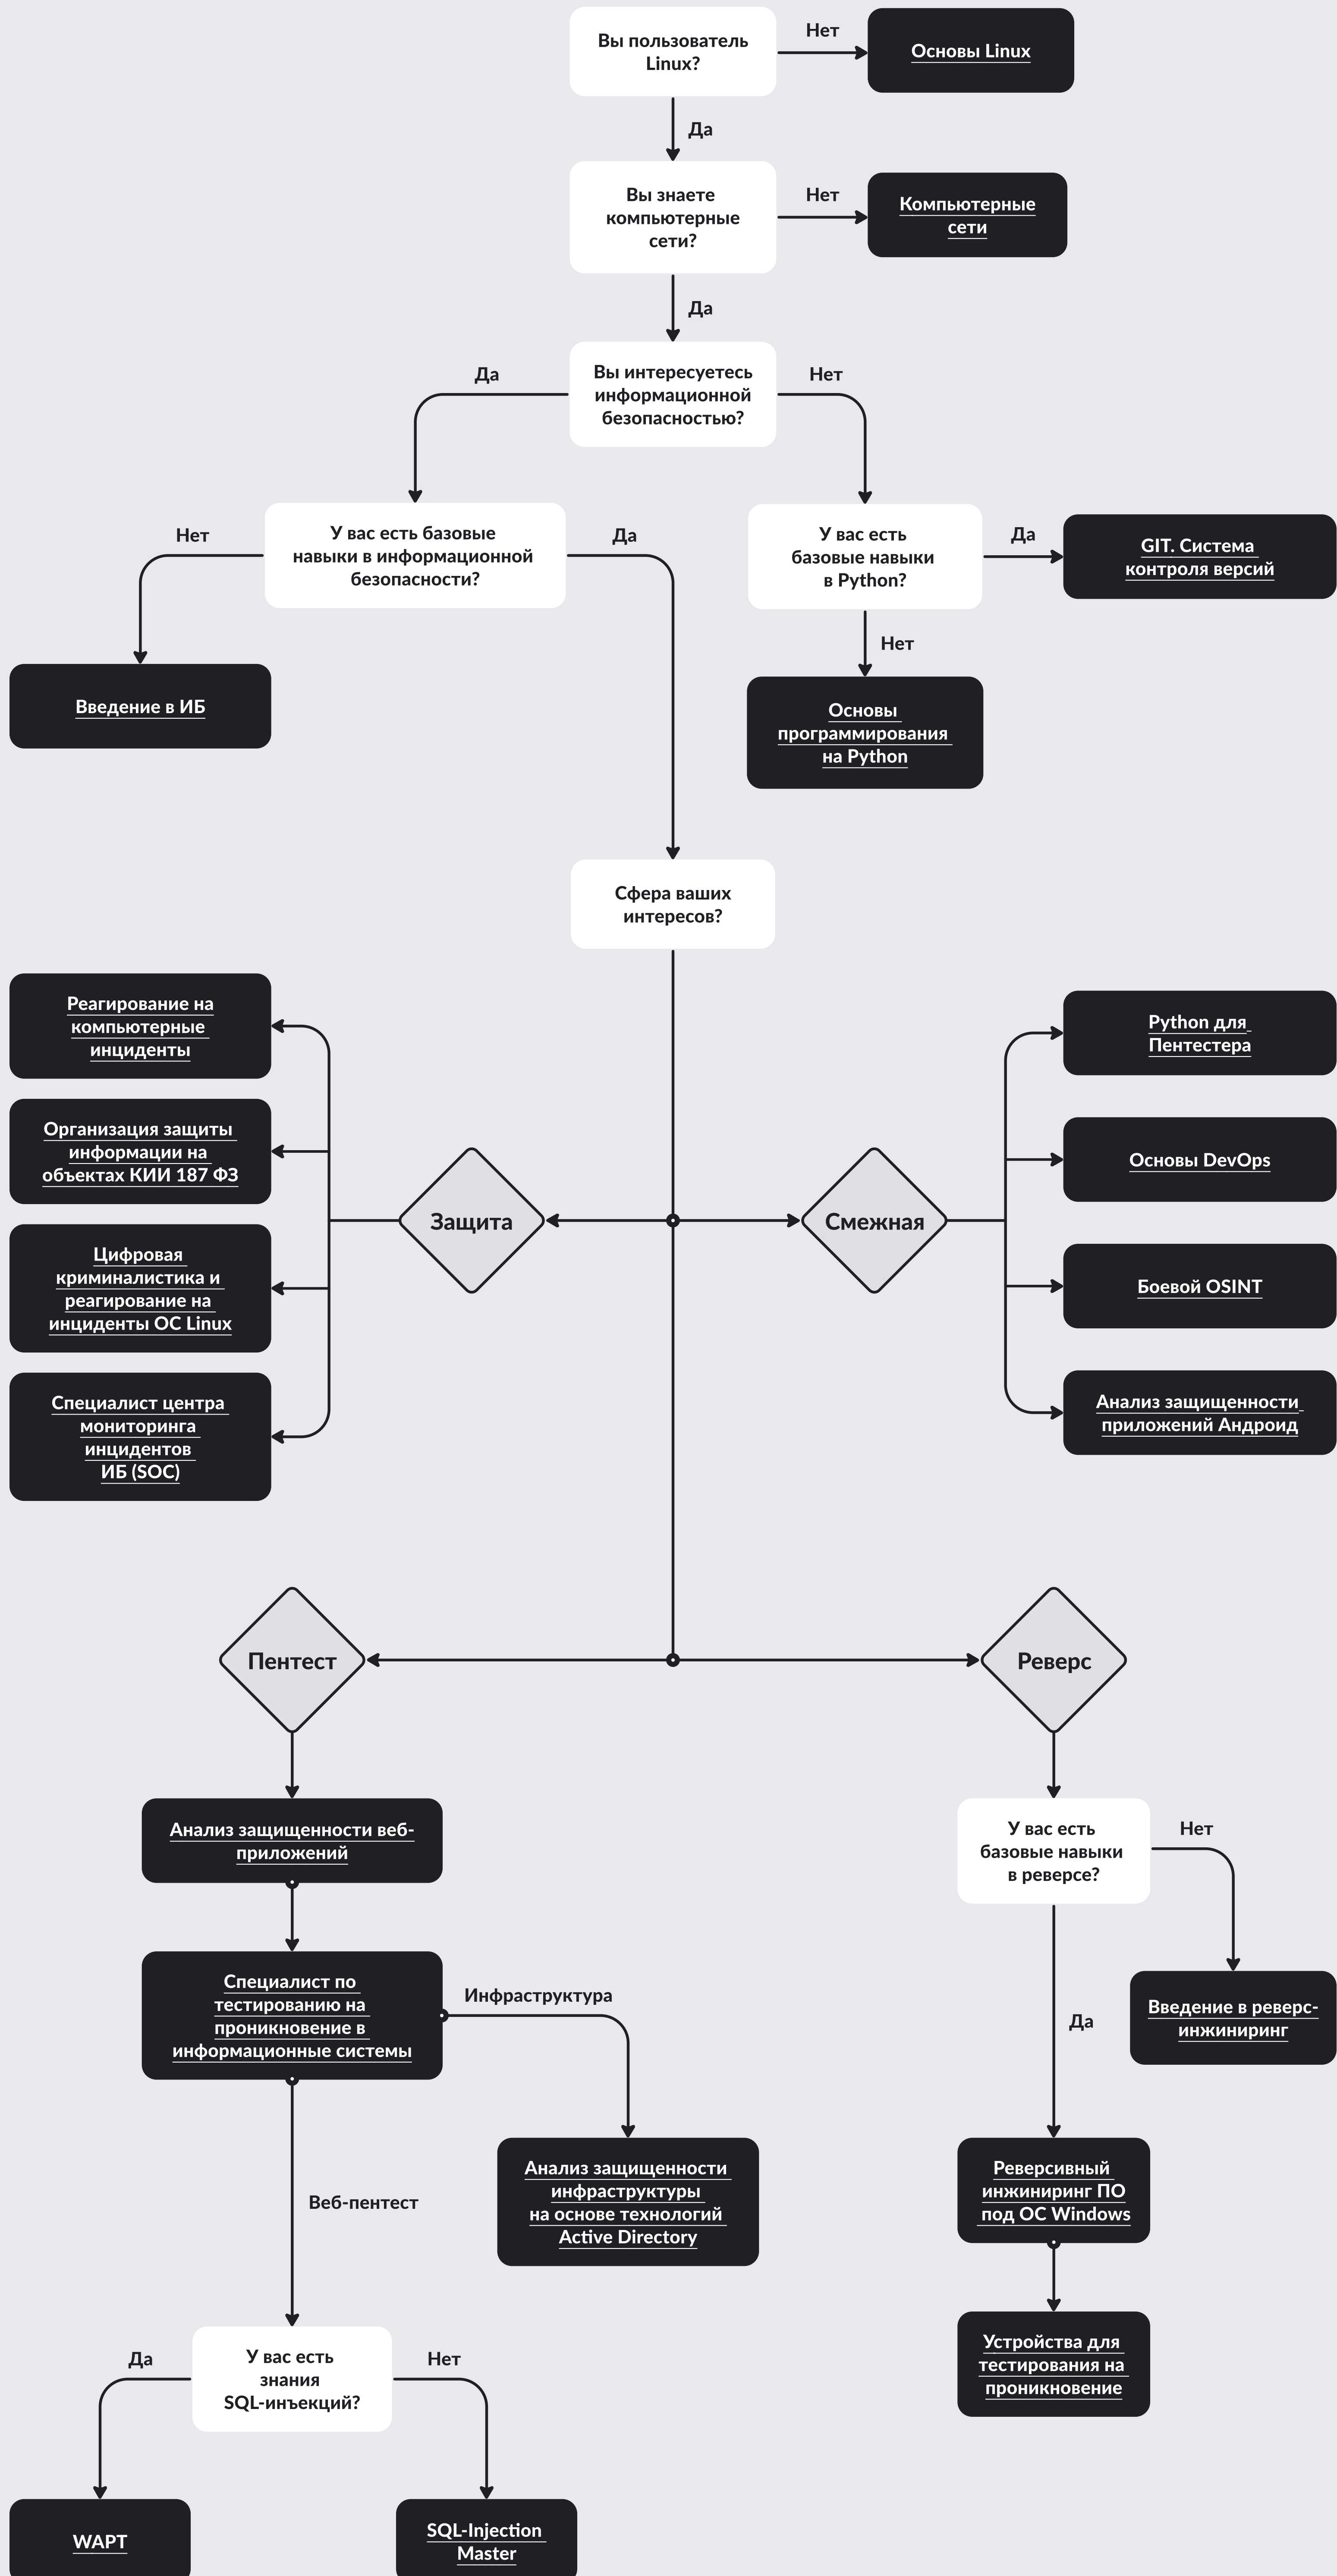 Вы пользователь
Linux?
Нет
Основы Linux
Да
Вы знаете
компьютерные
сети?
Нет
Компьютерные
сети
Да
Вы интересуетесь
информационной
безопасностью?
Да
Нет
У вас есть базовые
навыки в информационной
безопасности?
Нет
Да
У вас есть
базовые навыки
в Python?
Да
GIT. Система
контроля версий
Нет
Введение в ИБ
Основы
программирования
на Python
Сфера ваших
интересов?
Реагирование на
компьютерные
инциденты
Организация защиты
информации на
объектах КИИ 187 ФЗ
Цифровая
криминалистика и
реагирование на
инциденты ОС Linux
Специалист центра
мониторинга
инцидентов
ИБ (SOC)
Защита
Смежная
Python для
Пентестера
Основы DevOps
Боевой OSINT
Анализ защищенности
приложений Андроид
Пентест
Реверс
Анализ защищенности веб-
приложений
Специалист по
тестированию на
проникновение в
информационные системы
Инфраструктура
Анализ защищенности
инфраструктуры
на основе технологий
Active Directory
Веб-пентест
У вас есть
знания
SQL-инъекций?
Да
Нет
WAPT
SQL-Injection
Master
У вас есть
базовые навыки
в реверсе?
Нет
Введение в реверс-
инжиниринг
Да
Реверсивный
инжиниринг ПО
под ОС Windows
Устройства для
тестирования на
проникновение